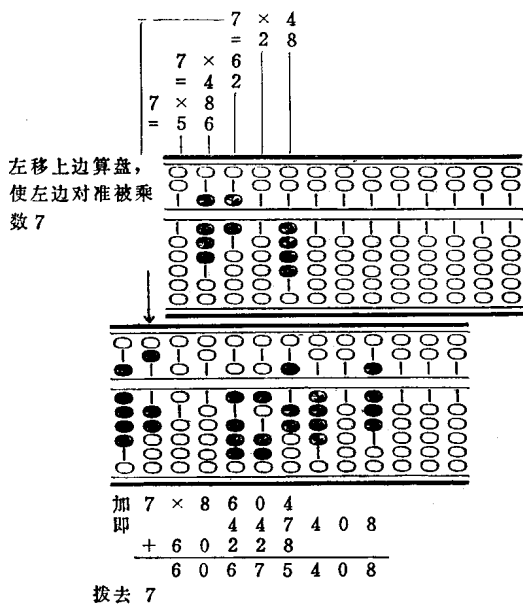 7 × 4
= 2 8
7 × 6
= 4 2
7 × 8
= 5 6
左移上边算盘，
使左边对准被乘
数7
加 7 × 8 6 0 4
即 4 4 7 4 0 8
+ 6 0 2 2 8
6 0 6 7 5 4 0 8
拨去 7